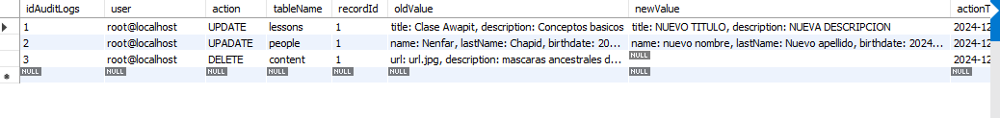 idAuditLogs user action tableName recordId oldValue newValue actionT
1 root@localhost UPDATE lessons 1 title: Clase Awapit, description: Conceptos basicos title: NUEVO TITULO, description: NUEVA DESCRIPCION 2024-12
2 root@localhost UPADATE people 1 name: Nenfar, lastName: Chapid, birthdate: 20... name: nuevo nombre, lastName: Nuevo apellido, birthdate: 2024... 2024-12
3 root@localhost DELETE content 1 url: url.jpg, description: mascaras ancestrales d... NULL 2024-12
NULL NULL NULL NULL NULL NULL NULL NULL